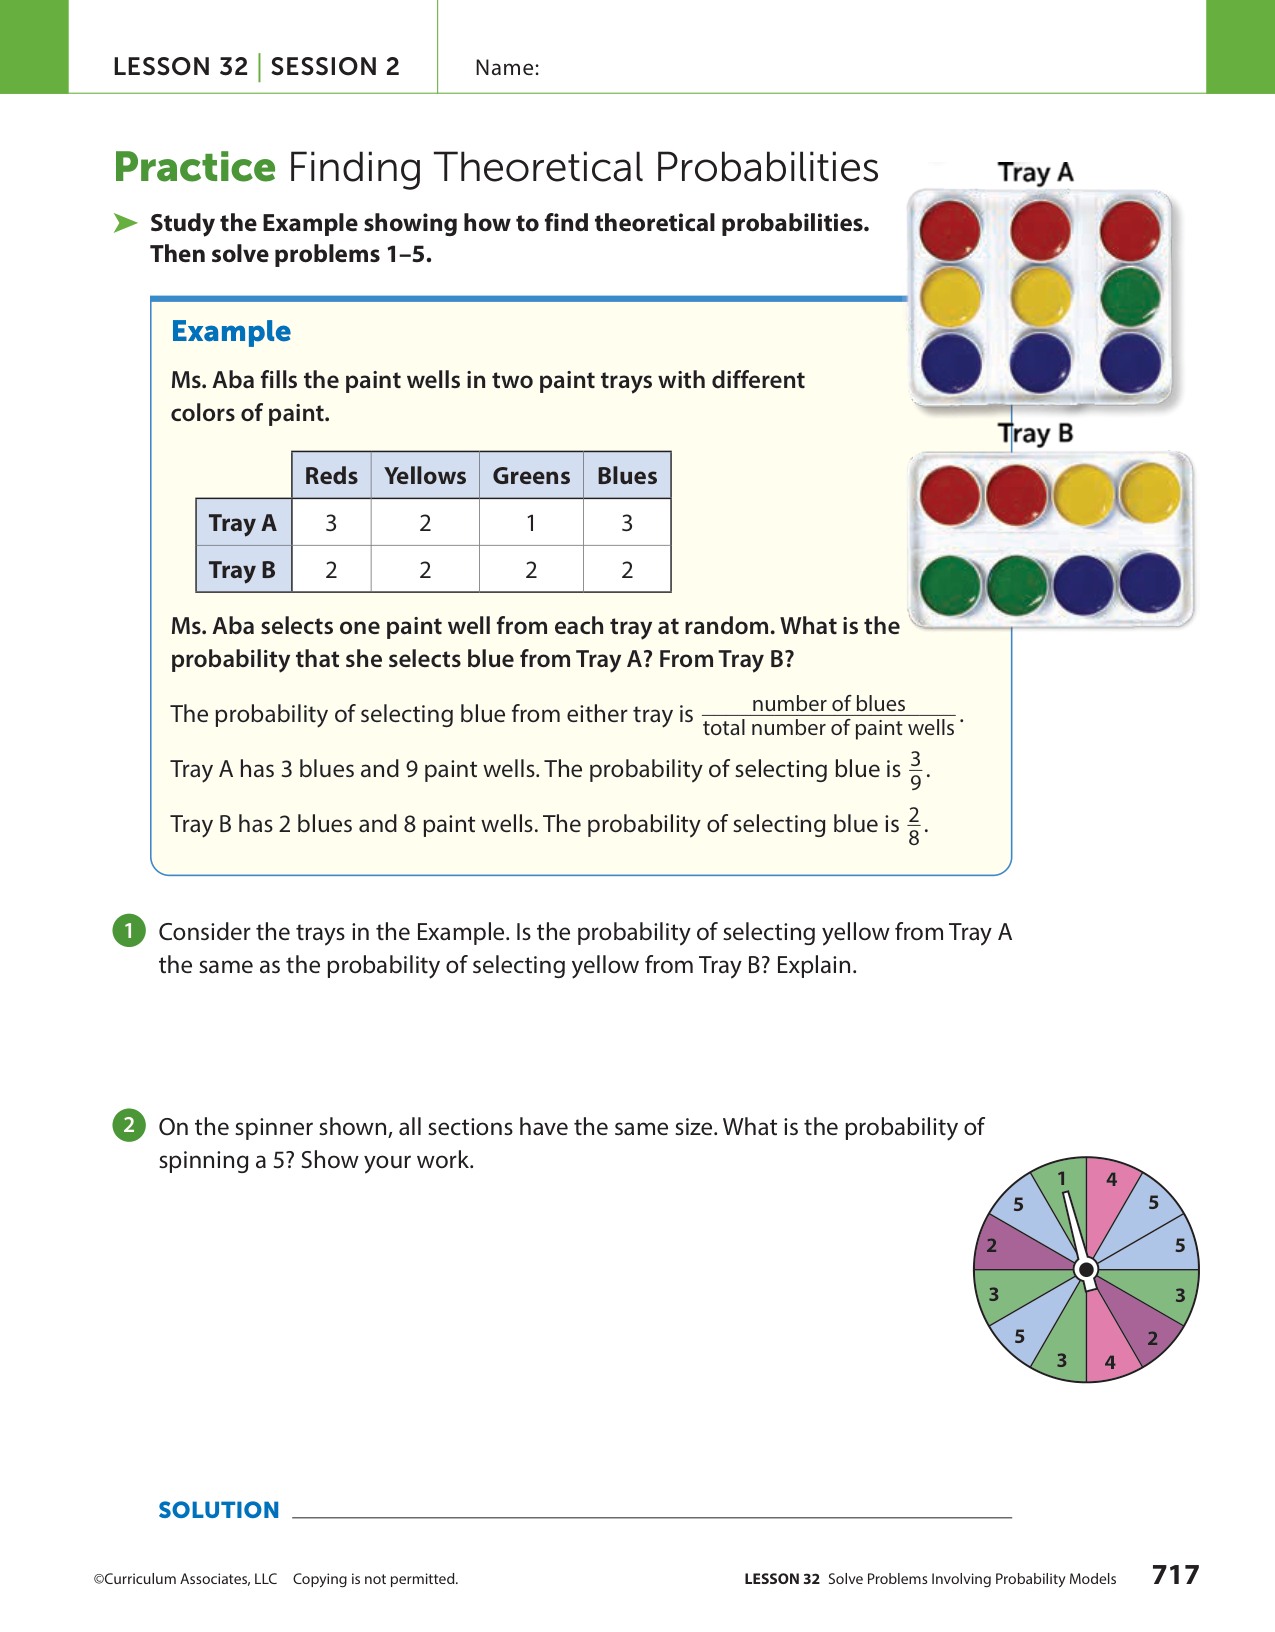 LESSON 32 | SESSION 2
Name:
Practice Finding Theoretical Probabilities
Study the Example showing how to find theoretical probabilities.
Then solve problems 1–5.
Tray A
Example
Ms. Aba fills the paint wells in two paint trays with different
colors of paint.
Tray B
Reds Yellows Greens Blues
Tray A 3 2 1 3
Tray B 2 2 2 2
Ms. Aba selects one paint well from each tray at random. What is the
probability that she selects blue from Tray A? From Tray B?
The probability of selecting blue from either tray is number of blues / total number of paint wells.
Tray A has 3 blues and 9 paint wells. The probability of selecting blue is 3/9.
Tray B has 2 blues and 8 paint wells. The probability of selecting blue is 2/8.
1 Consider the trays in the Example. Is the probability of selecting yellow from Tray A
the same as the probability of selecting yellow from Tray B? Explain.
2 On the spinner shown, all sections have the same size. What is the probability of
spinning a 5? Show your work.
1 4
5 5
2 5
3 3
5 2
3 4
SOLUTION
©Curriculum Associates, LLC Copying is not permitted.
LESSON 32 Solve Problems Involving Probability Models 717